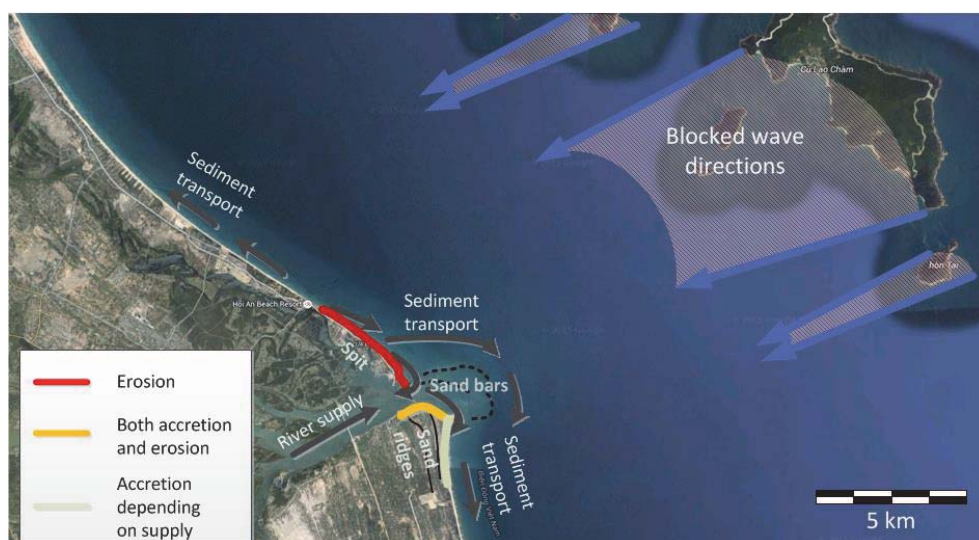 Cù Lao Chàm
Blocked wave
directions
Sediment
transport
hòn Tai
Hoi An Beach Resort
Sediment
transport
Spit
Sand bars
River supply
Sand
ridges
Sediment
transport
Erosion
Both accretion
and erosion
Accretion
depending
on supply
5 km